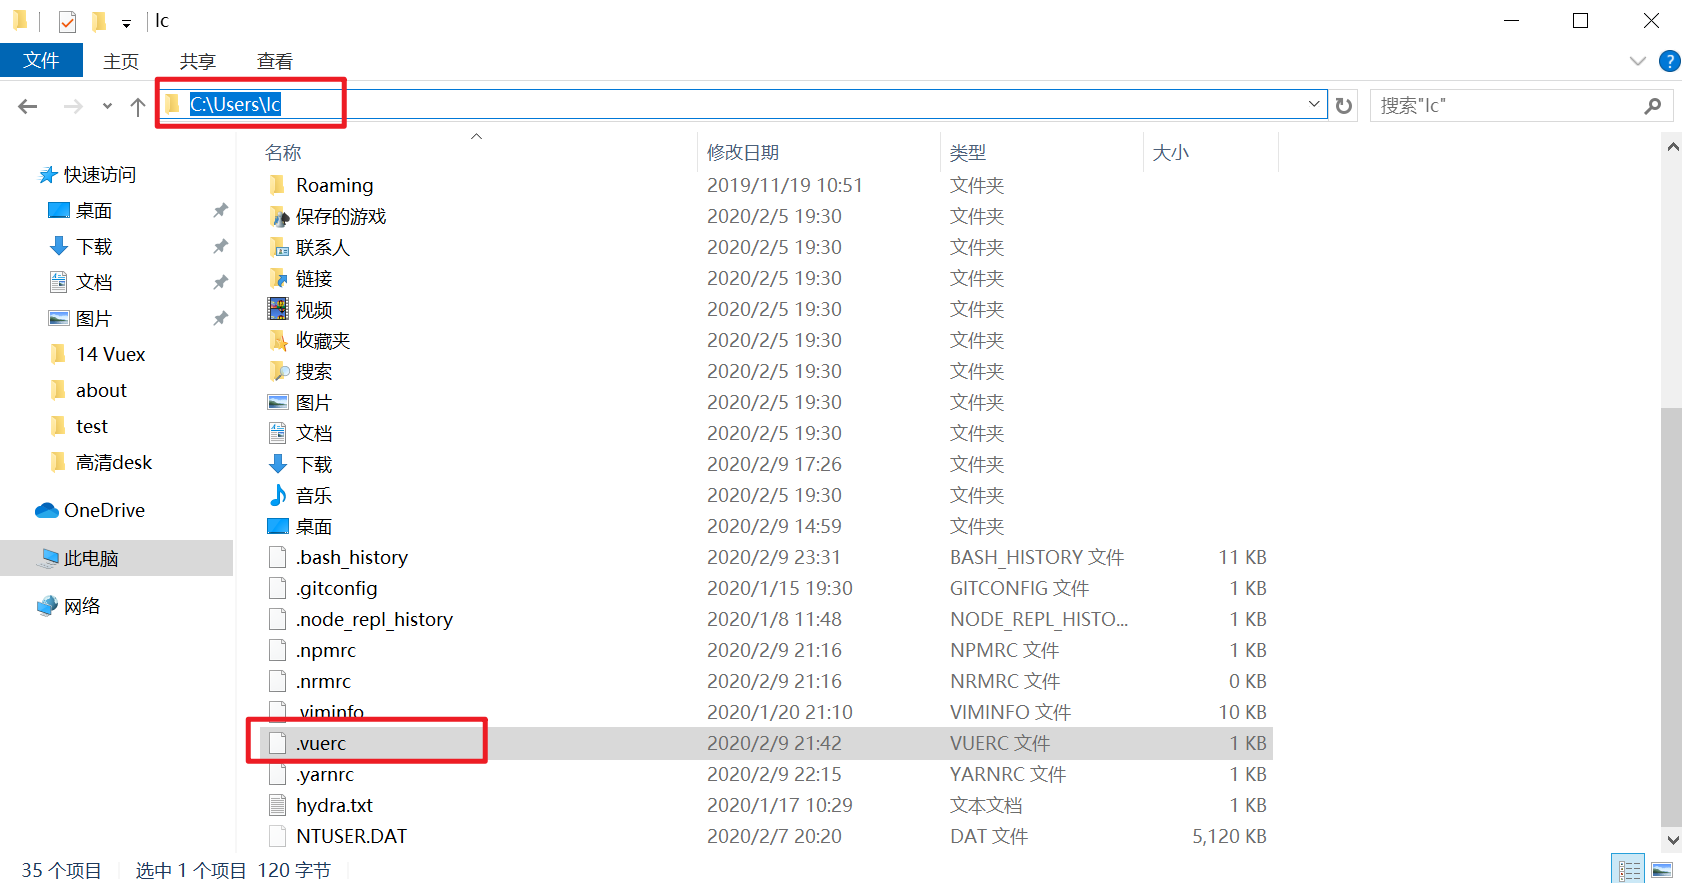 lc
文件 主页 共享 查看
C:\Users\lc 搜索"lc"
名称 修改日期 类型 大小
快速访问
桌面
下载
文档
图片
14 Vuex
about
test
高清desk
OneDrive
此电脑
网络
Roaming 2019/11/19 10:51 文件夹
保存的游戏 2020/2/5 19:30 文件夹
联系人 2020/2/5 19:30 文件夹
链接 2020/2/5 19:30 文件夹
视频 2020/2/5 19:30 文件夹
收藏夹 2020/2/5 19:30 文件夹
搜索 2020/2/5 19:30 文件夹
图片 2020/2/5 19:30 文件夹
文档 2020/2/5 19:30 文件夹
下载 2020/2/9 17:26 文件夹
音乐 2020/2/5 19:30 文件夹
桌面 2020/2/9 14:59 文件夹
.bash_history 2020/2/9 23:31 BASH_HISTORY 文件 11 KB
.gitconfig 2020/1/15 19:30 GITCONFIG 文件 1 KB
.node_repl_history 2020/1/8 11:48 NODE_REPL_HISTO... 1 KB
.npmrc 2020/2/9 21:16 NPMRC 文件 1 KB
.nrmrc 2020/2/9 21:16 NRMRC 文件 0 KB
.viminfo 2020/1/20 21:10 VIMINFO 文件 10 KB
.vuerc 2020/2/9 21:42 VUERC 文件 1 KB
.yarnrc 2020/2/9 22:15 YARNRC 文件 1 KB
hydra.txt 2020/1/17 10:29 文本文档 1 KB
NTUSER.DAT 2020/2/7 20:20 DAT 文件 5,120 KB
35 个项目 选中 1 个项目 120 字节